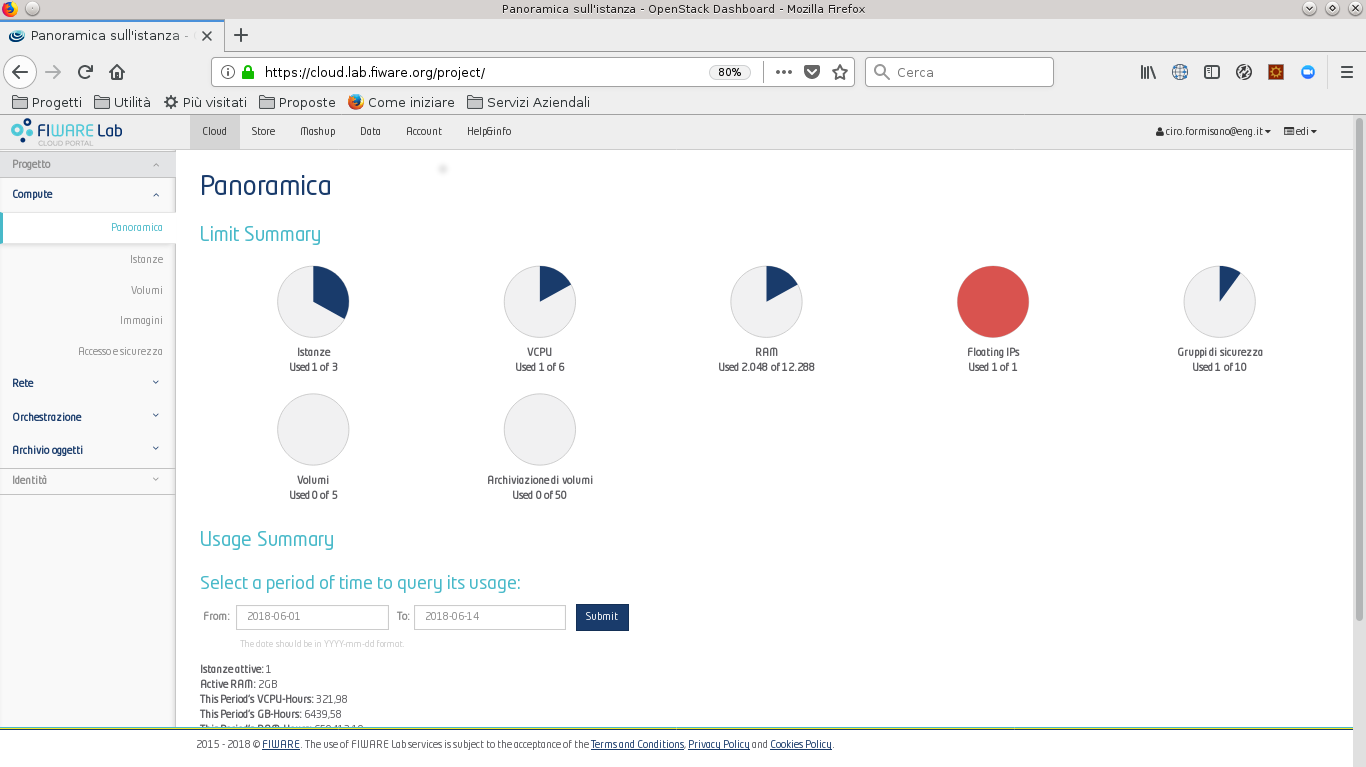 Panoramica sull'istanza - OpenStack Dashboard - Mozilla Firefox
Panoramica sull'istanza -
https://cloud.lab.fiware.org/project/
80%
Cerca
Progetti Utilità Più visitati Proposte Come iniziare Servizi Aziendali
FIWARE Lab
CLOUD PORTAL
Cloud Store Mashup Data Account Help&info
ciro.formisano@eng.it edi
Progetto
Compute
Panoramica
Istanze
Volumi
Immagini
Accesso e sicurezza
Rete
Orchestrazione
Archivio oggetti
Identità
Panoramica
Limit Summary
Istanze
Used 1 of 3
VCPU
Used 1 of 6
RAM
Used 2.048 of 12.288
Floating IPs
Used 1 of 1
Gruppi di sicurezza
Used 1 of 10
Volumi
Used 0 of 5
Archiviazione di volumi
Used 0 of 50
Usage Summary
Select a period of time to query its usage:
From: 2018-06-01 To: 2018-06-14 Submit
The date should be in YYYY-mm-dd format.
Istanze attive: 1
Active RAM: 2GB
This Period's VCPU-Hours: 321,98
This Period's GB-Hours: 6439,58
2015 - 2018 © FIWARE. The use of FIWARE Lab services is subject to the acceptance of the Terms and Conditions, Privacy Policy and Cookies Policy.